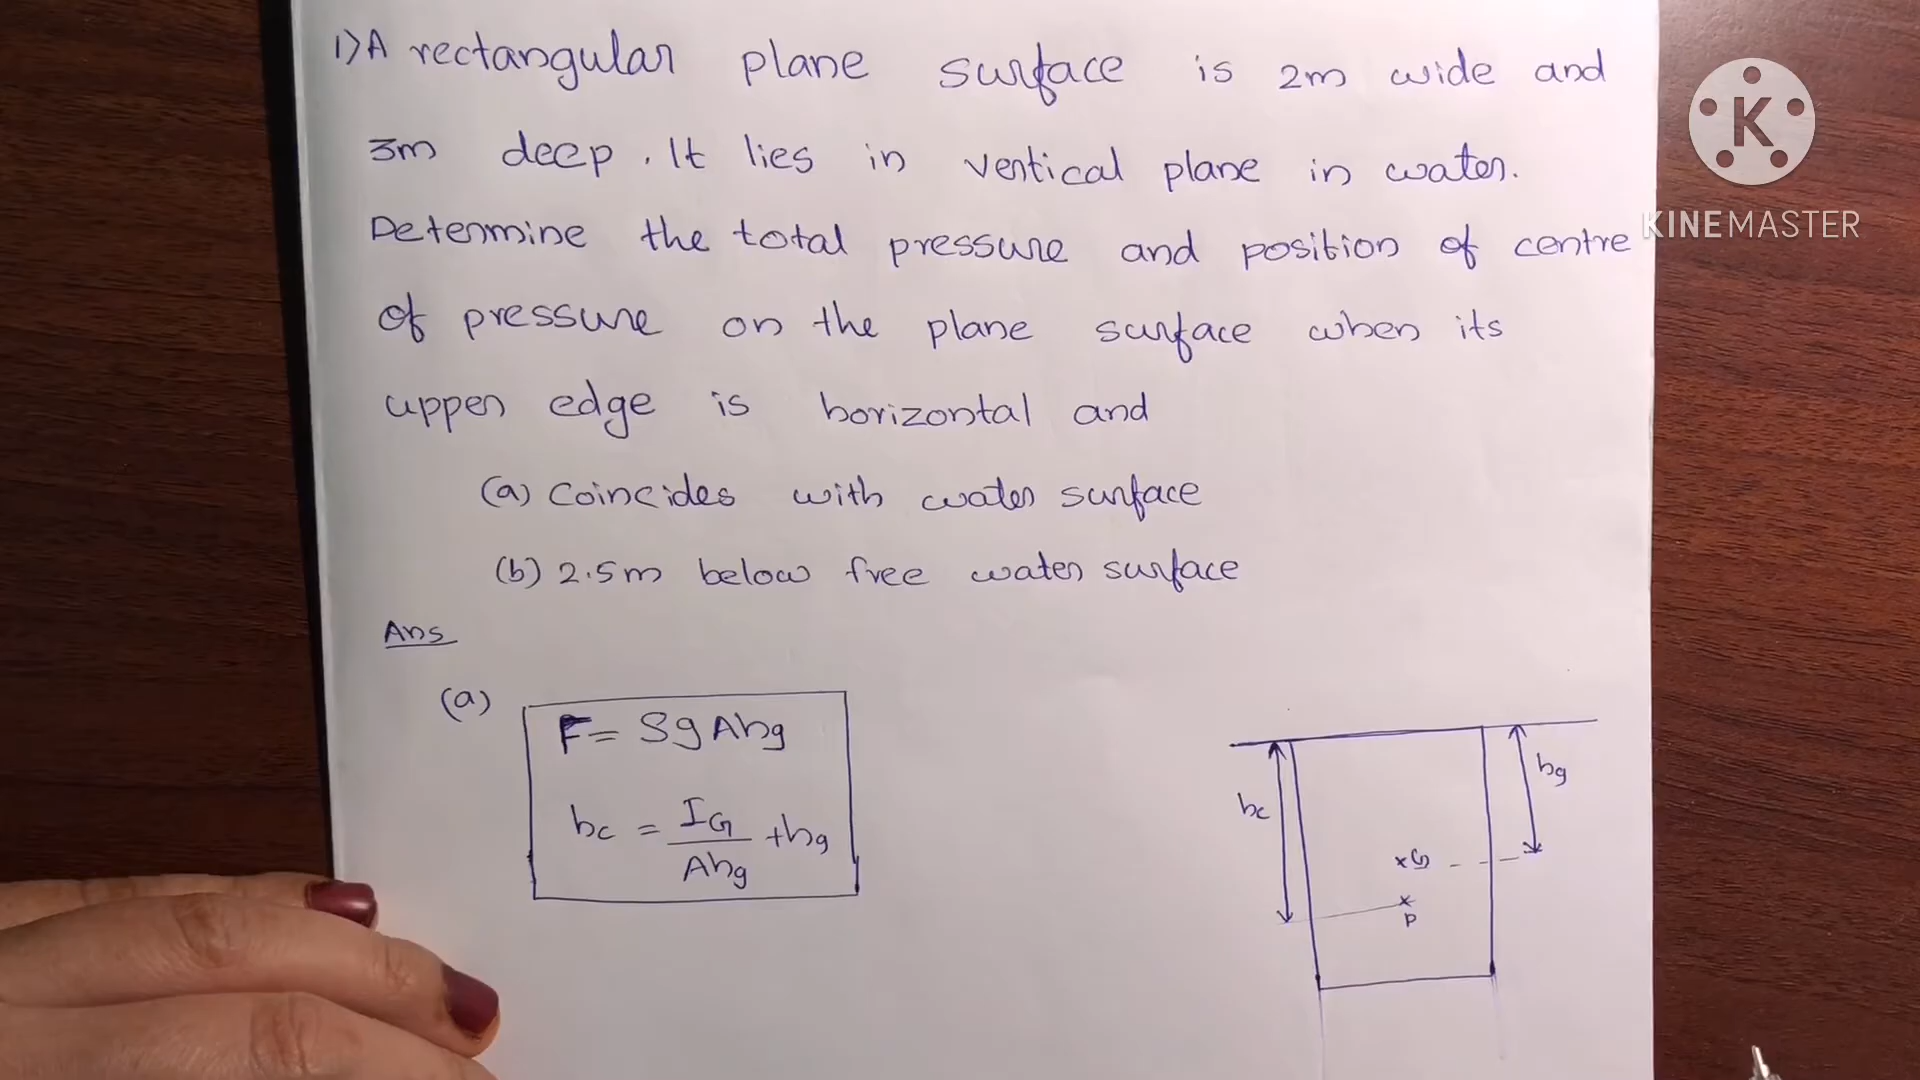 1) A rectangular plane surface is 2m wide and
3m deep. It lies in vertical plane in water.
Determine the total pressure and position of centre
of pressure on the plane surface when its
upper edge is horizontal and
(a) Coincides with water surface
(b) 2.5m below free water surface
Ans
(a)
F = ρgAhg
hc = IG/Ahg + hg
hc
hg
G
P
K
KINEMASTER